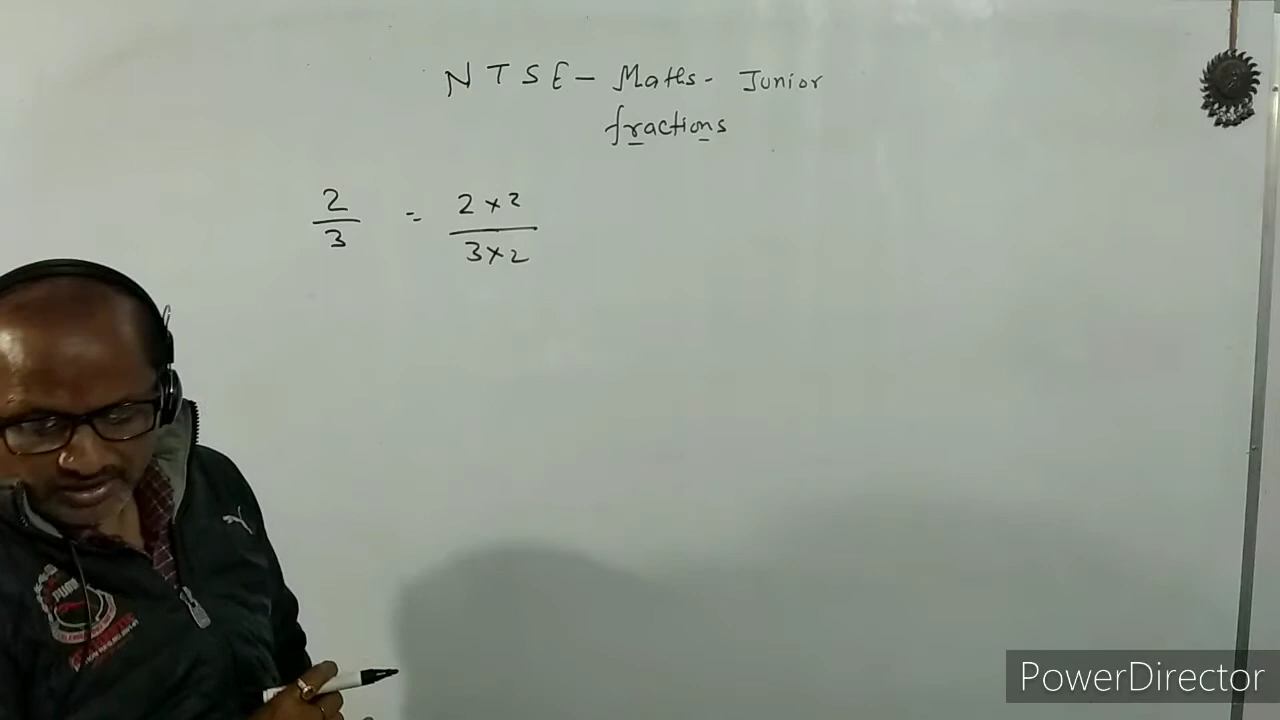 NTSE - Maths - Junior
fractions
2/3 = 2×2/3×2
PowerDirector